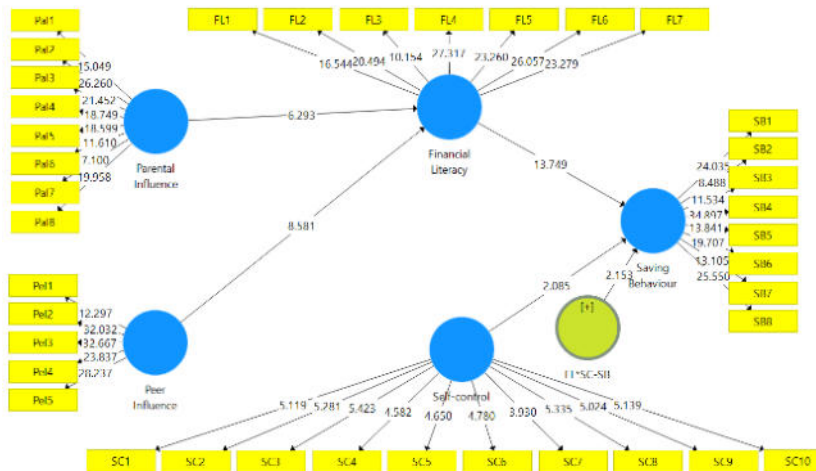 PaI1
PaI2
PaI3
PaI4
PaI5
PaI6
PaI7
PaI8
15.049
26.260
21.452
18.749
18.599
11.610
7.100
19.958
Parental
Influence
6.293
FL1
FL2
FL3
FL4
FL5
FL6
FL7
16.544
20.494
10.154
27.317
23.260
26.057
23.279
Financial
Literacy
13.749
8.581
PeI1
PeI2
PeI3
PeI4
PeI5
12.297
32.032
32.667
23.837
28.237
Peer
Influence
SB1
SB2
SB3
SB4
SB5
SB6
SB7
SB8
24.035
8.488
11.534
34.897
13.841
19.707
13.105
25.550
Saving
Behaviour
2.085
2.153
[+]
FL*SC-SB
Self-control
5.119
5.281
5.423
4.582
4.650
4.780
3.930
5.335
5.024
5.139
SC1
SC2
SC3
SC4
SC5
SC6
SC7
SC8
SC9
SC10